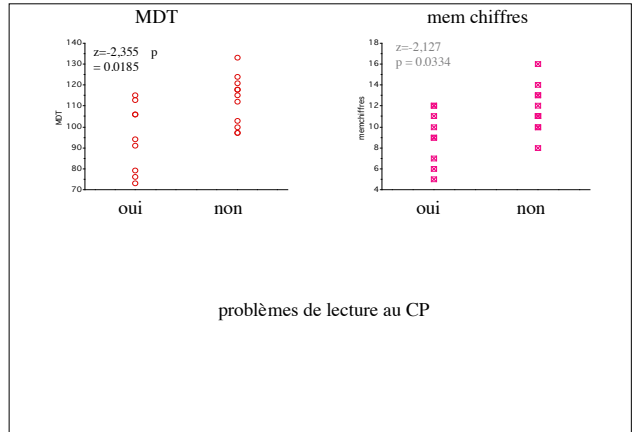 MDT
z=-2,355 p
= 0.0185
140
130
120
110
100
90
80
70
MDT
oui non
mem chiffres
z=-2,127
p = 0.0334
18
16
14
12
10
8
6
4
memchiffres
oui non
problèmes de lecture au CP